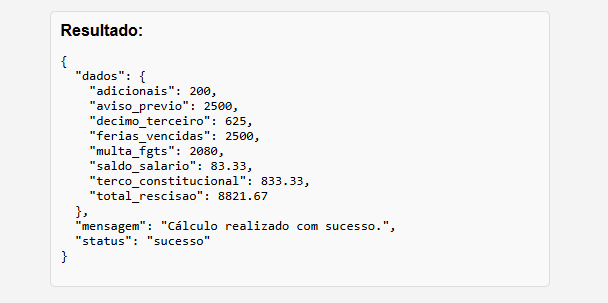 Resultado:
{
  "dados": {
    "adicionais": 200,
    "aviso_previo": 2500,
    "decimo_terceiro": 625,
    "ferias_vencidas": 2500,
    "multa_fgts": 2080,
    "saldo_salario": 83.33,
    "terco_constitucional": 833.33,
    "total_rescisao": 8821.67
  },
  "mensagem": "Cálculo realizado com sucesso.",
  "status": "sucesso"
}